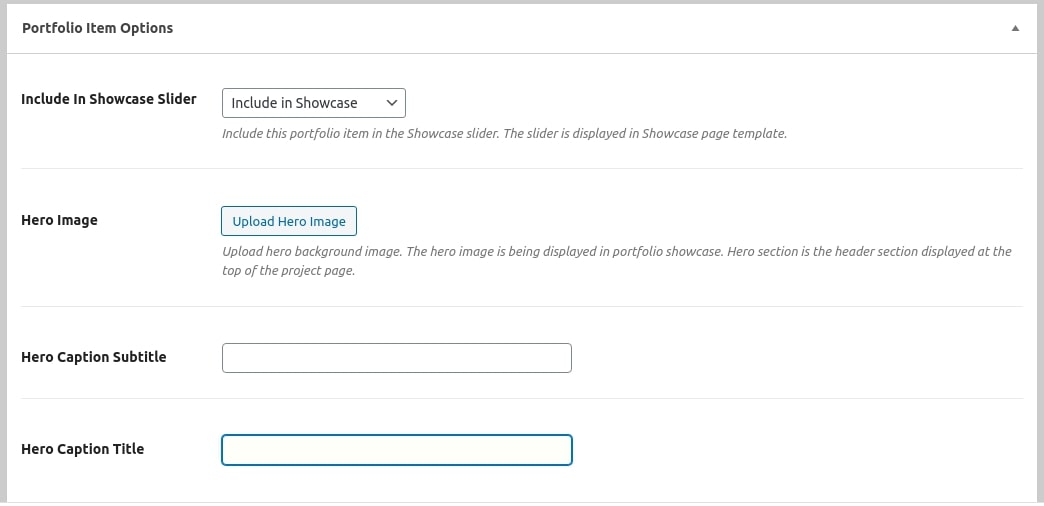 Portfolio Item Options
Include In Showcase Slider
Include in Showcase
Include this portfolio item in the Showcase slider. The slider is displayed in Showcase page template.
Hero Image
Upload Hero Image
Upload hero background image. The hero image is being displayed in portfolio showcase. Hero section is the header section displayed at the
top of the project page.
Hero Caption Subtitle
Hero Caption Title